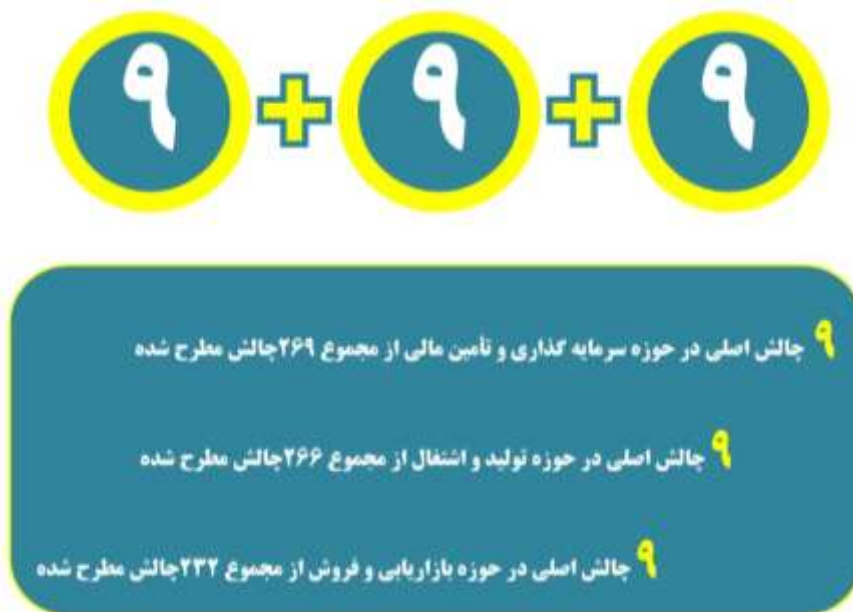 ۹ + ۹ + ۹
۹ چالش اصلی در حوزه سرمایه گذاری و تأمین مالی از مجموع ۲۶۹چالش مطرح شده
۹ چالش اصلی در حوزه تولید و اشتغال از مجموع ۲۶۶چالش مطرح شده
۹ چالش اصلی در حوزه بازاریابی و فروش از مجموع ۲۳۲چالش مطرح شده